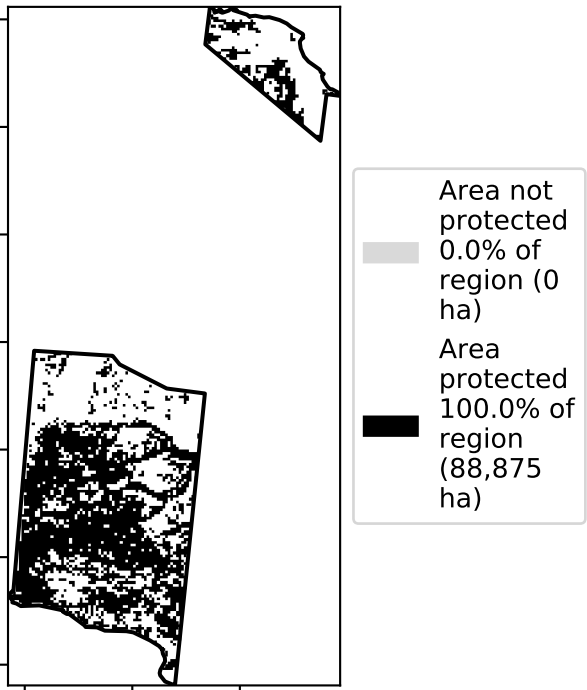 Area not
protected
0.0% of
region (0
ha)
Area
protected
100.0% of
region
(88,875
ha)